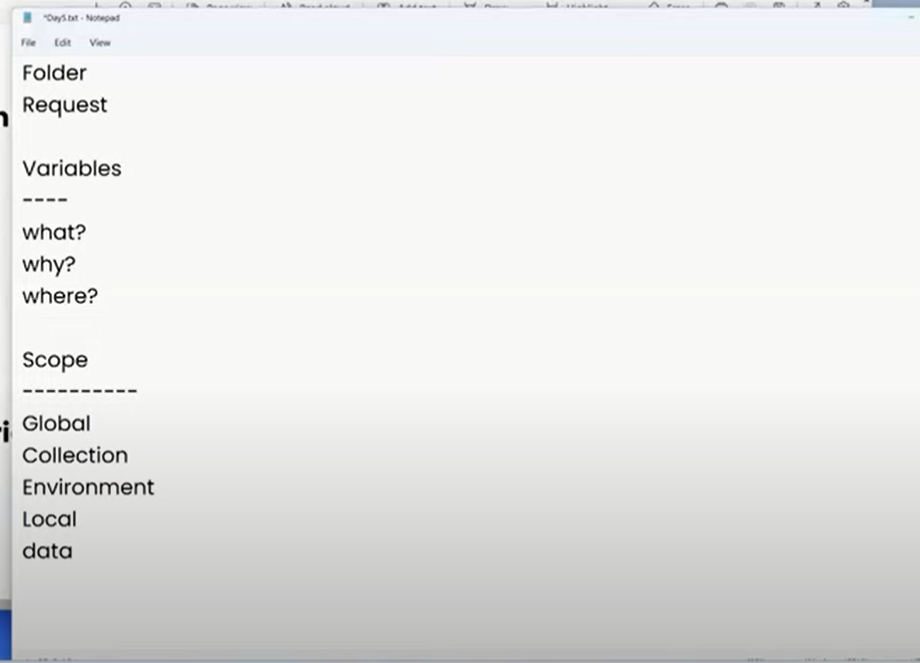 *Day5.txt - Notepad
File Edit View
Folder
Request
Variables
----
what?
why?
where?
Scope
----------
Global
Collection
Environment
Local
data